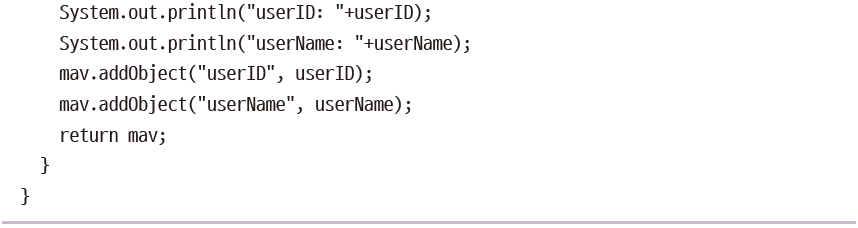 System.out.println("userID: "+userID);
System.out.println("userName: "+userName);
mav.addObject("userID", userID);
mav.addObject("userName", userName);
return mav;
}
}